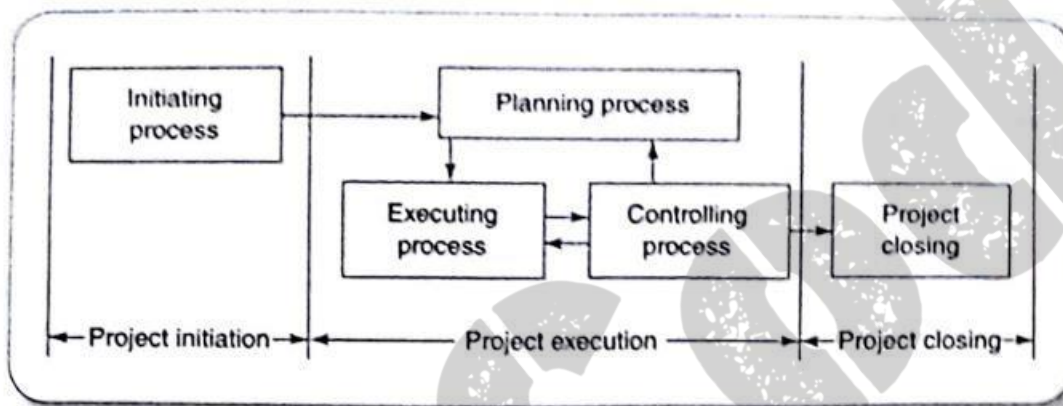 Initiating
process
Planning process
Executing
process
Controlling
process
Project
closing
Project initiation
Project execution
Project closing